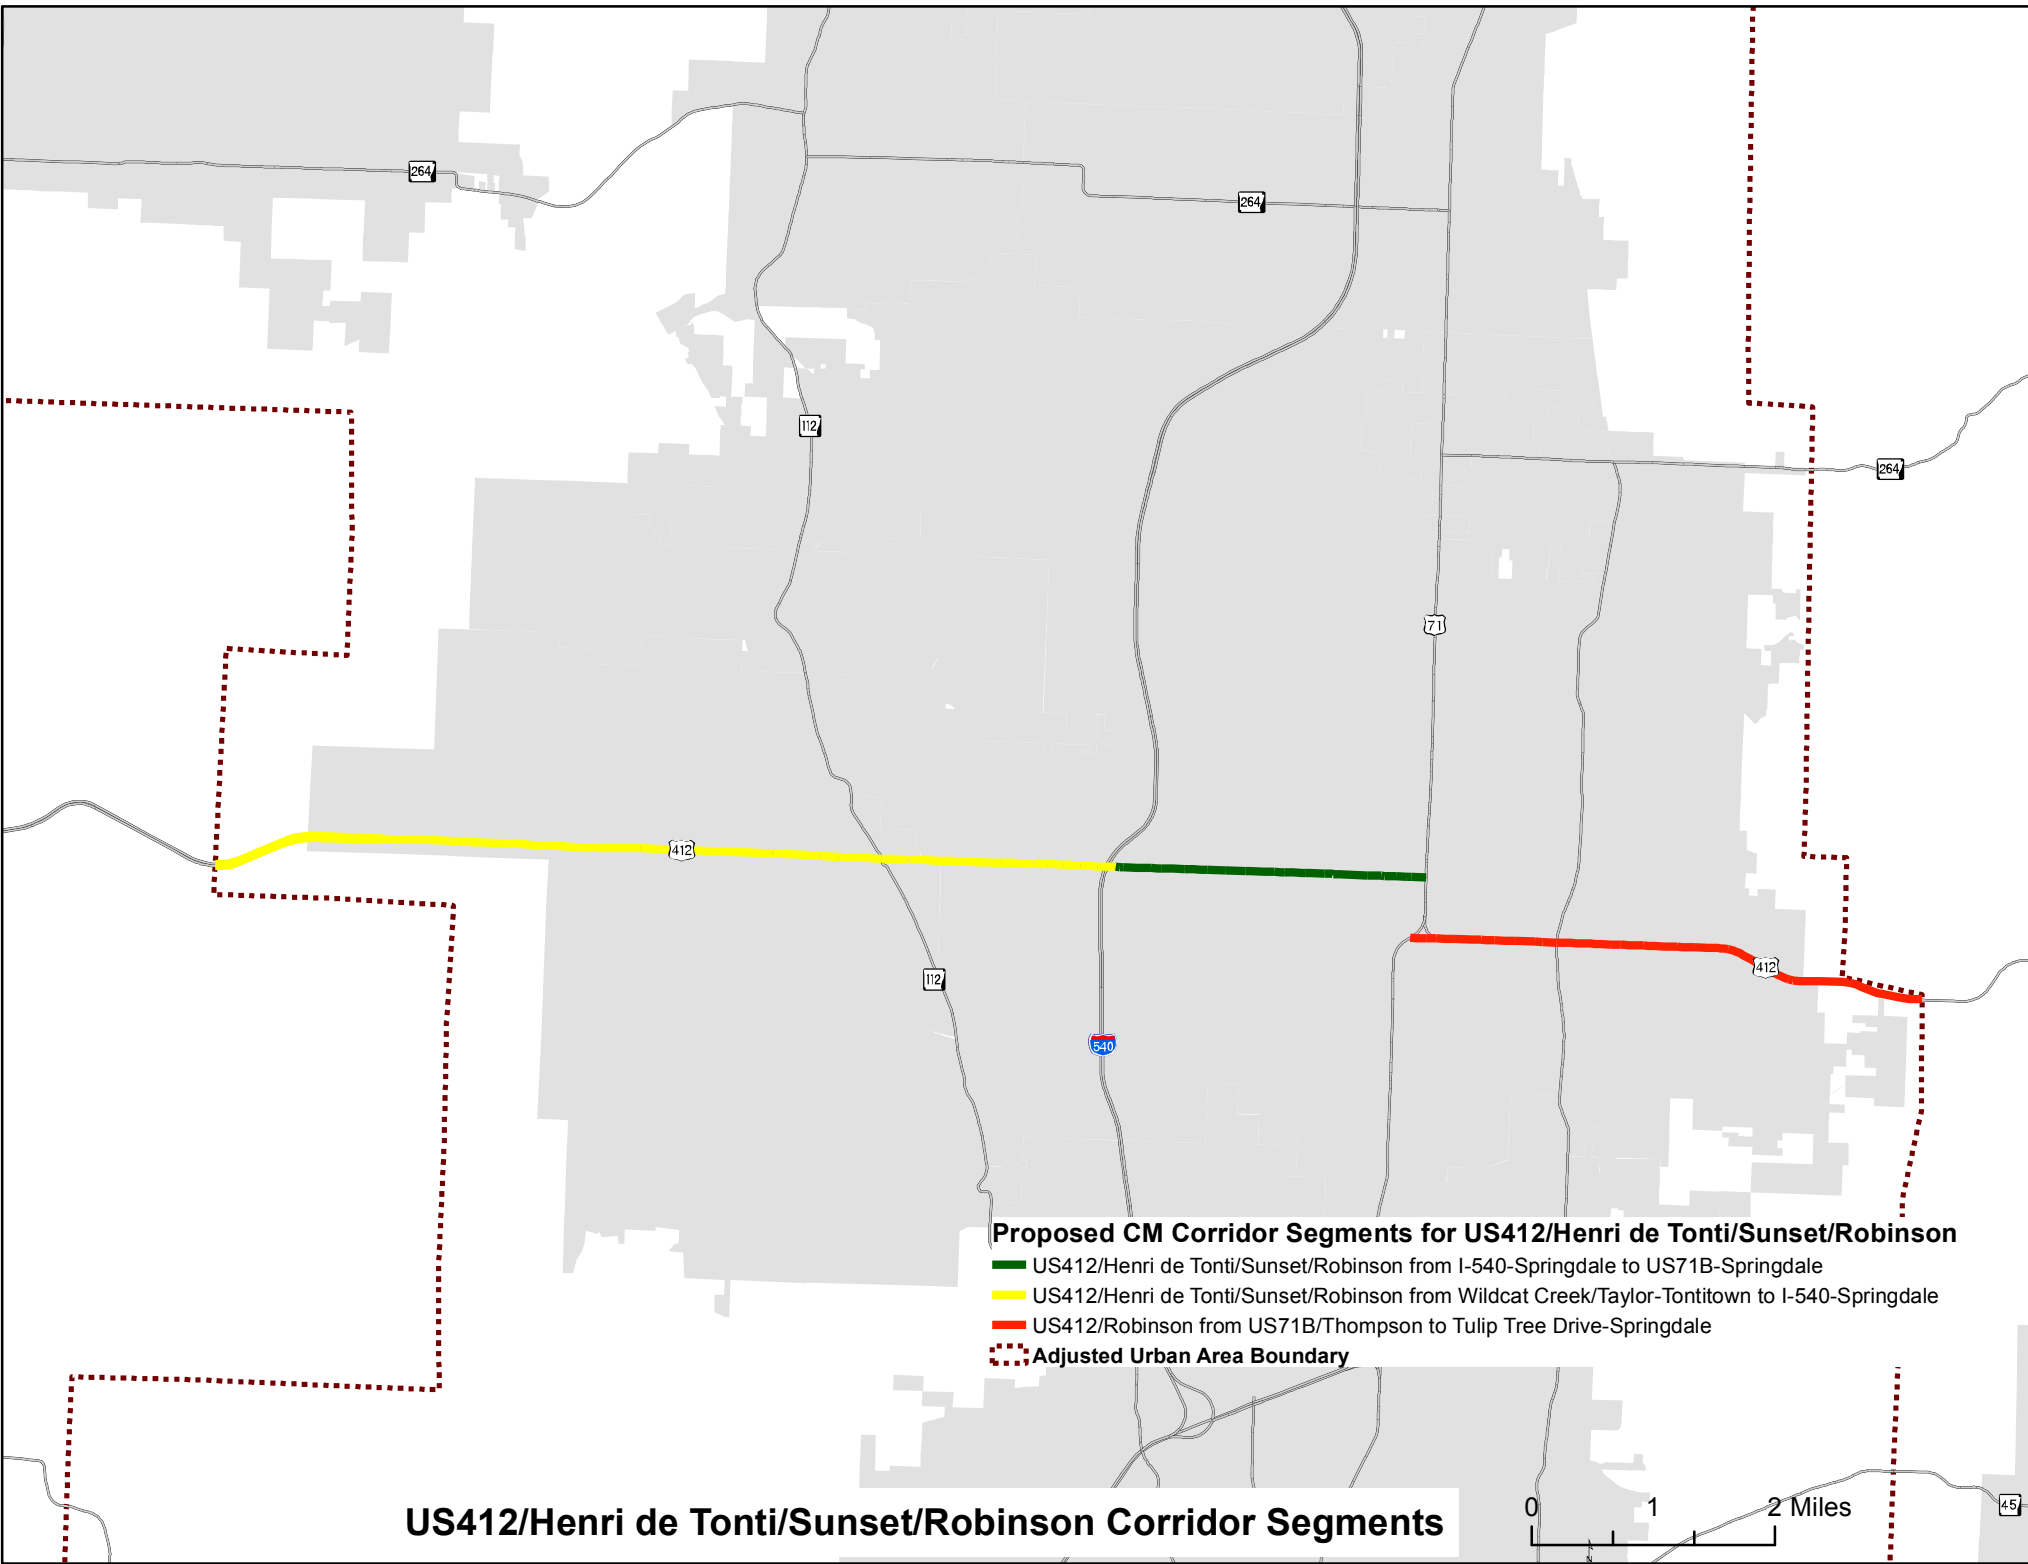 264
264
112
264
71
412
412
112
540
Proposed CM Corridor Segments for US412/Henri de Tonti/Sunset/Robinson
US412/Henri de Tonti/Sunset/Robinson from I-540-Springdale to US71B-Springdale
US412/Henri de Tonti/Sunset/Robinson from Wildcat Creek/Taylor-Tontitown to I-540-Springdale
US412/Robinson from US71B/Thompson to Tulip Tree Drive-Springdale
Adjusted Urban Area Boundary
0 1 2 Miles
45
US412/Henri de Tonti/Sunset/Robinson Corridor Segments